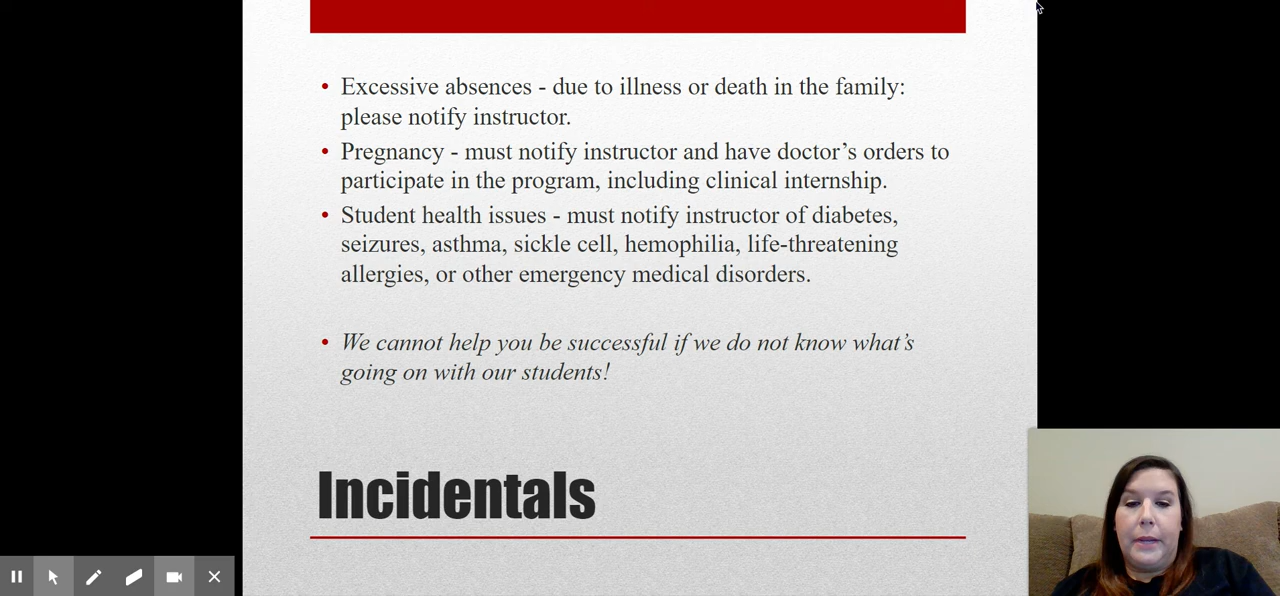 • Excessive absences - due to illness or death in the family:
please notify instructor.
• Pregnancy - must notify instructor and have doctor’s orders to
participate in the program, including clinical internship.
• Student health issues - must notify instructor of diabetes,
seizures, asthma, sickle cell, hemophilia, life-threatening
allergies, or other emergency medical disorders.
• We cannot help you be successful if we do not know what’s
going on with our students!
Incidentals